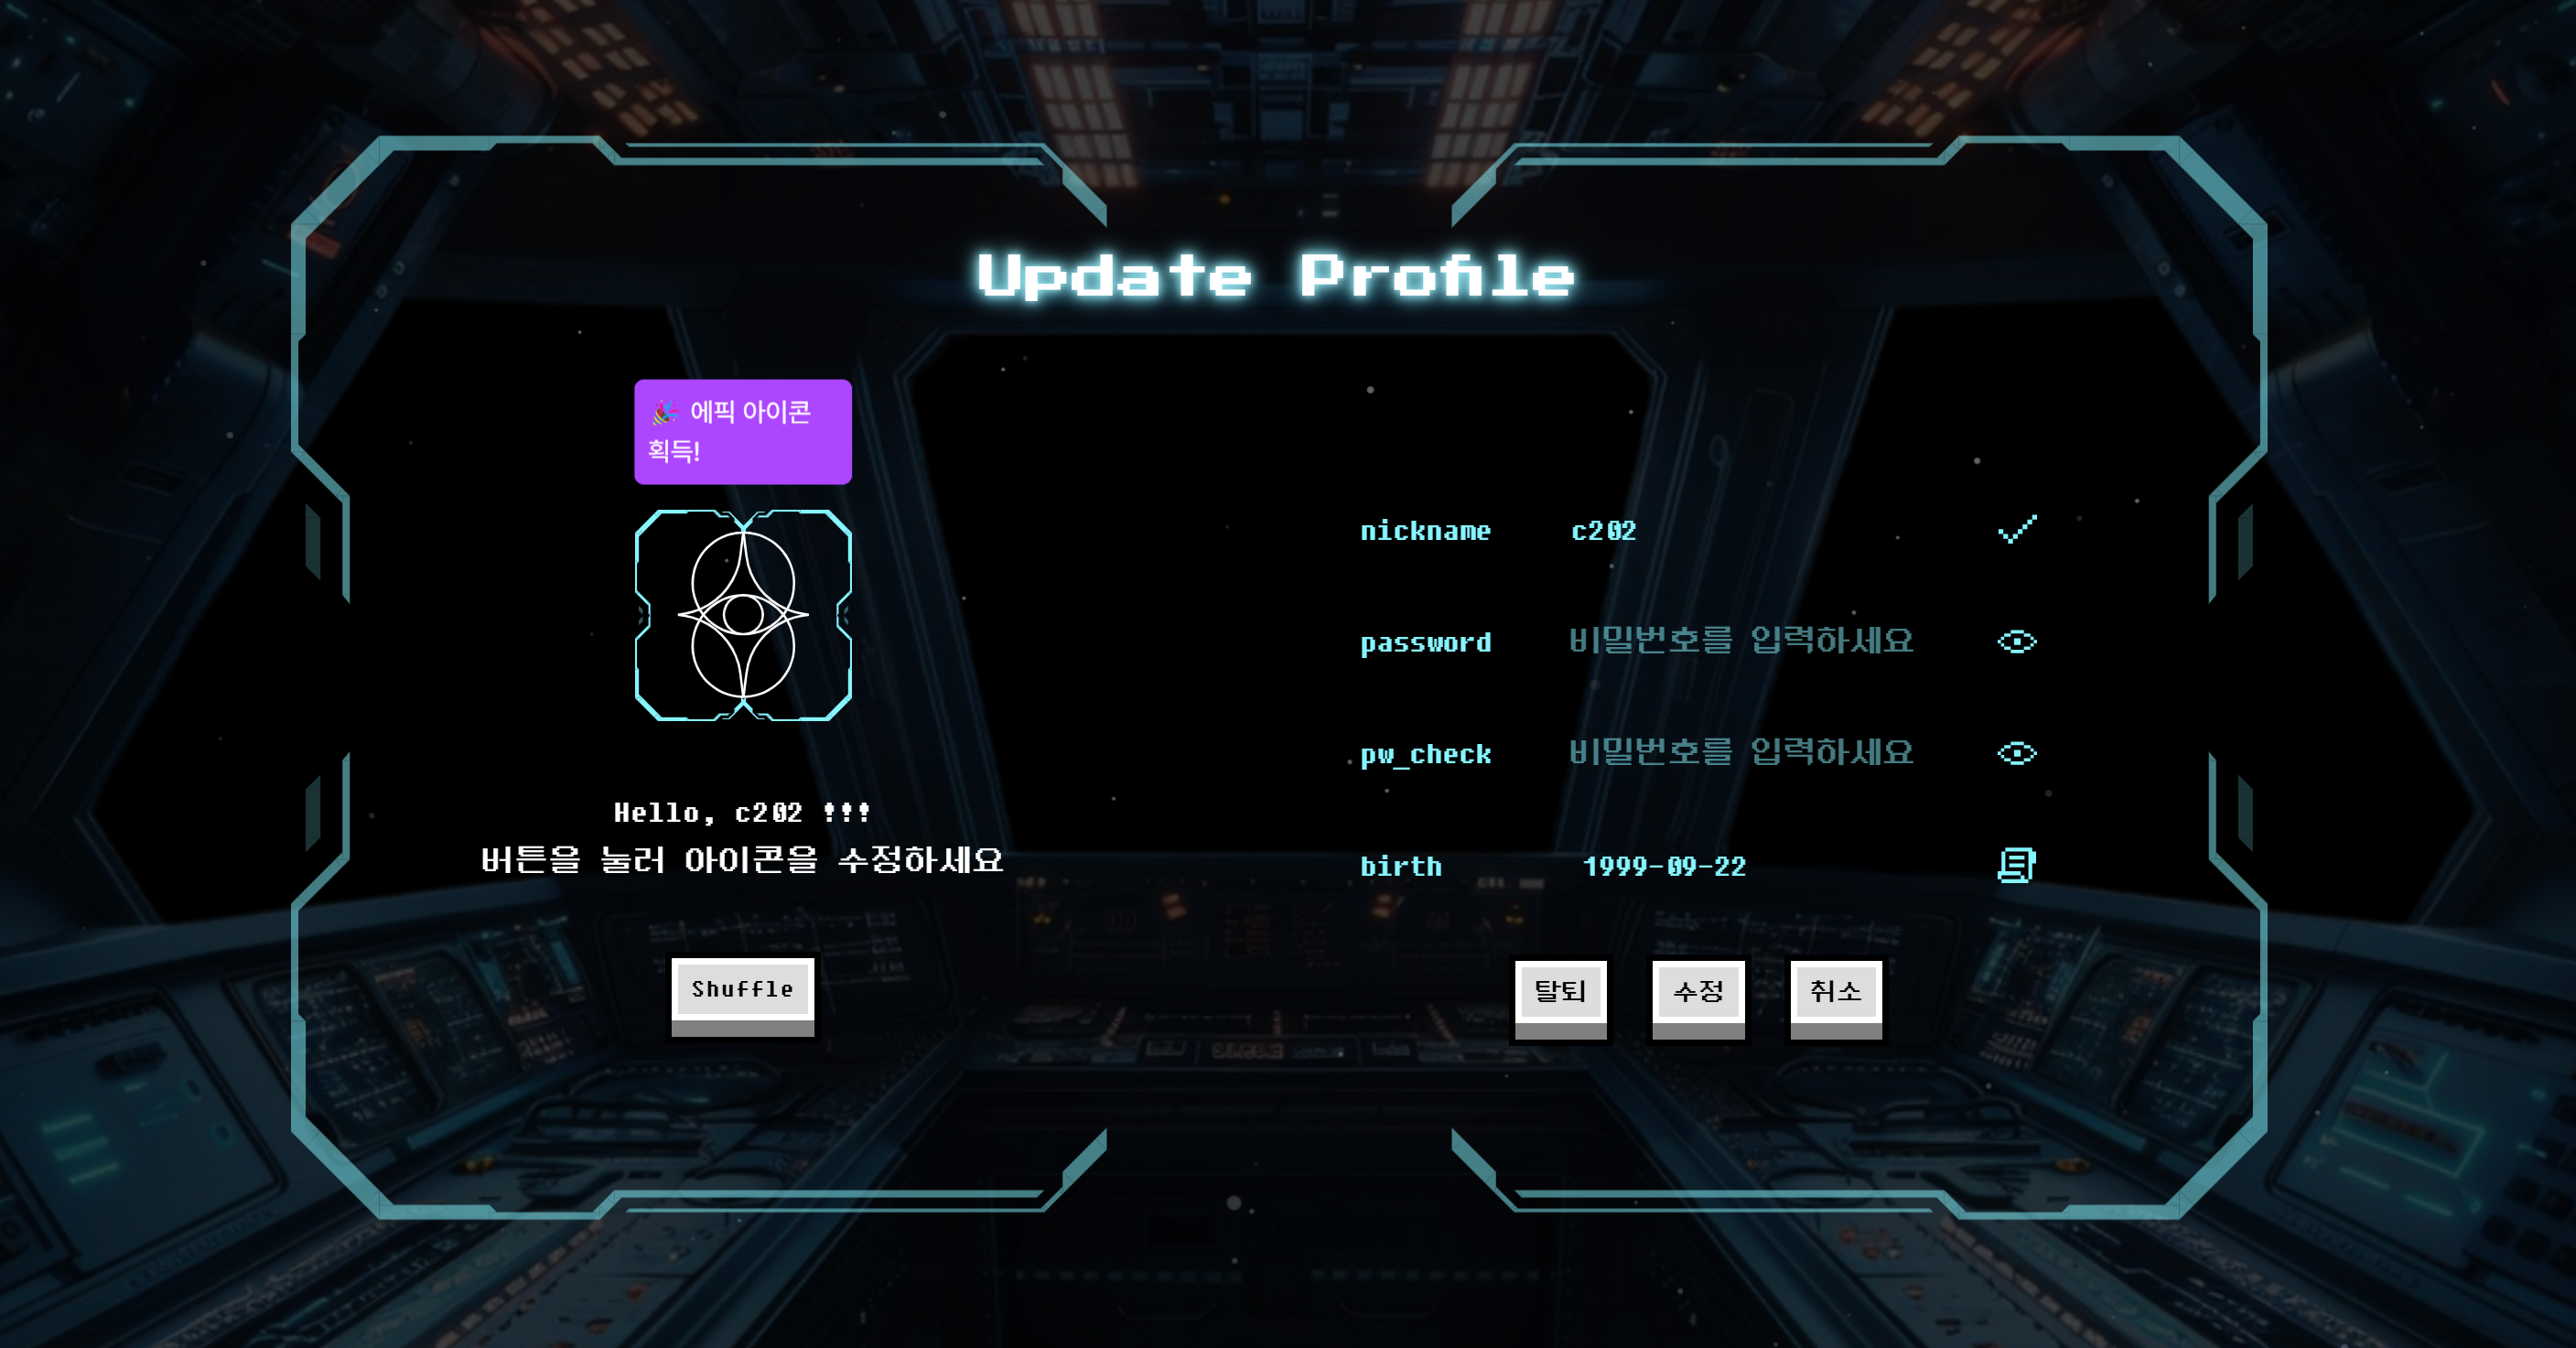 Update Profile
🎉 에픽 아이콘
획득!
Hello, c202 !!!
버튼을 눌러 아이콘을 수정하세요
Shuffle
nickname c202
password 비밀번호를 입력하세요
pw_check 비밀번호를 입력하세요
birth 1999-09-22
탈퇴 수정 취소